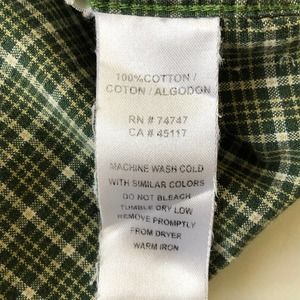 100%COTTON /
COTON / ALGODON
RN # 74747
CA # 45117
MACHINE WASH COLD
WITH SIMILAR COLORS
DO NOT BLEACH
TUMBLE DRY LOW
REMOVE PROMPTLY
FROM DRYER
WARM IRON